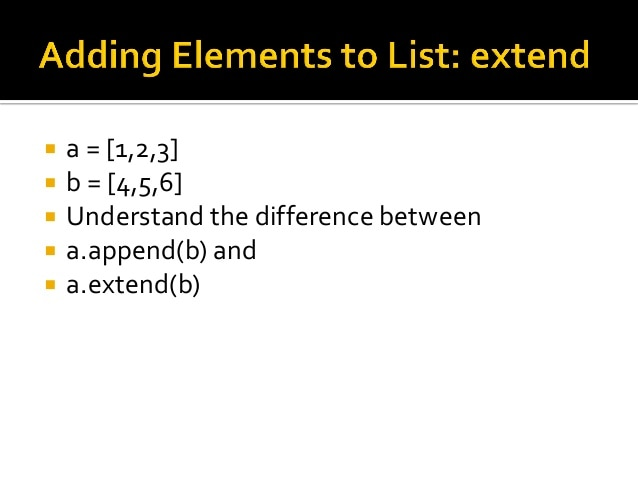 Adding Elements to List: extend
a = [1,2,3]
b = [4,5,6]
Understand the difference between
a.append(b) and
a.extend(b)